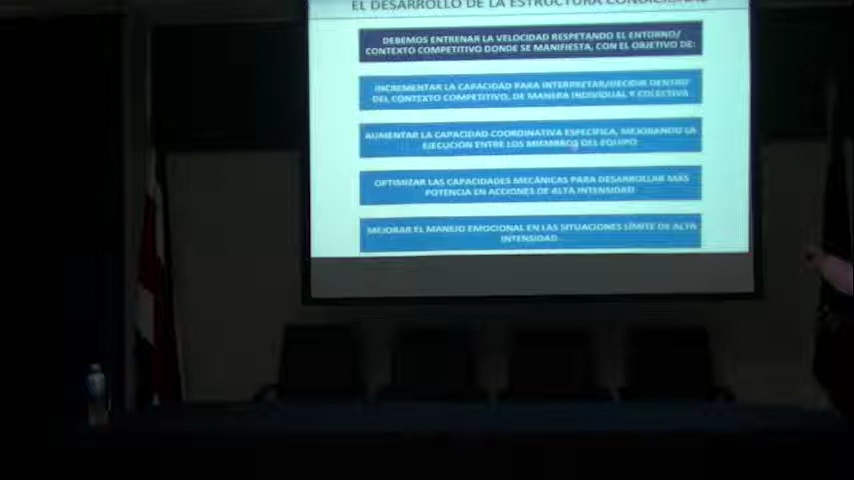 EL DESARROLLO DE LA ESTRUCTURA CONDICIONAL
DEBEMOS ENTRENAR LA VELOCIDAD RESPETANDO EL ENTORNO/
CONTEXTO COMPETITIVO DONDE SE MANIFIESTA, CON EL OBJETIVO DE:
INCREMENTAR LA CAPACIDAD PARA INTERPRETAR/DECIDIR DENTRO
DEL CONTEXTO COMPETITIVO, DE MANERA INDIVIDUAL Y COLECTIVA
AUMENTAR LA CAPACIDAD COORDINATIVA ESPECÍFICA, MEJORANDO LA
EJECUCIÓN ENTRE LOS MIEMBROS DEL EQUIPO
OPTIMIZAR LAS CAPACIDADES MECÁNICAS PARA DESARROLLAR MÁS
POTENCIA EN ACCIONES DE ALTA INTENSIDAD
MEJORAR EL MANEJO EMOCIONAL EN LAS SITUACIONES LÍMITE DE ALTA
INTENSIDAD